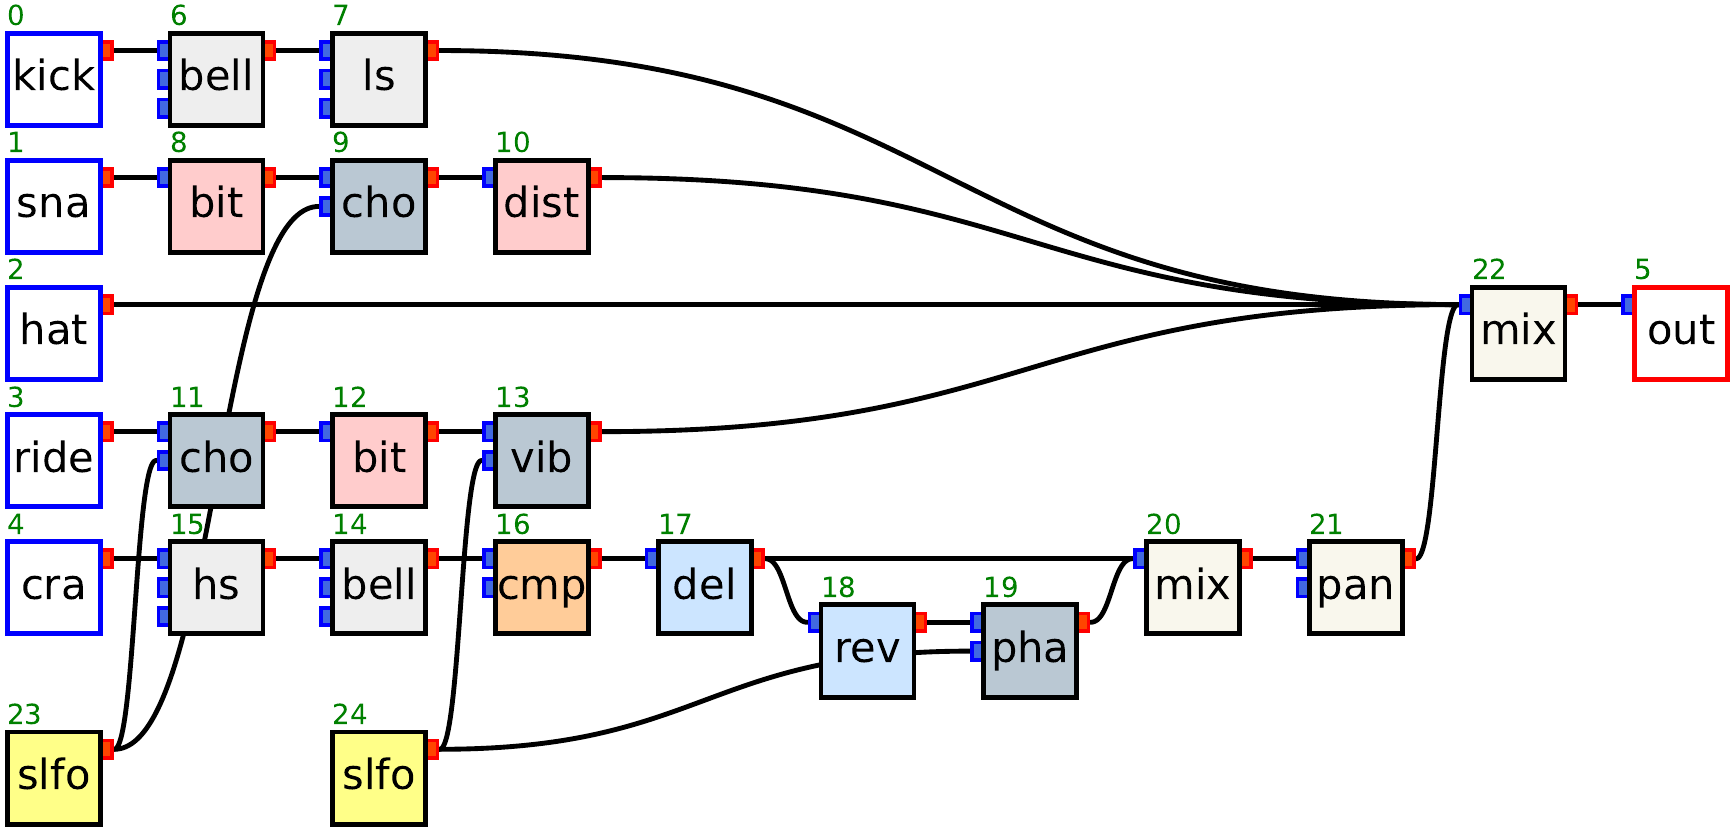 0 6 7
kick bell ls
1 8 9 10
sna bit cho dist
2 22 5
hat mix out
3 11 12 13
ride cho bit vib
4 15 14 16 17 20 21
cra hs bell cmp del mix pan
18 19
rev pha
23 24
slfo slfo